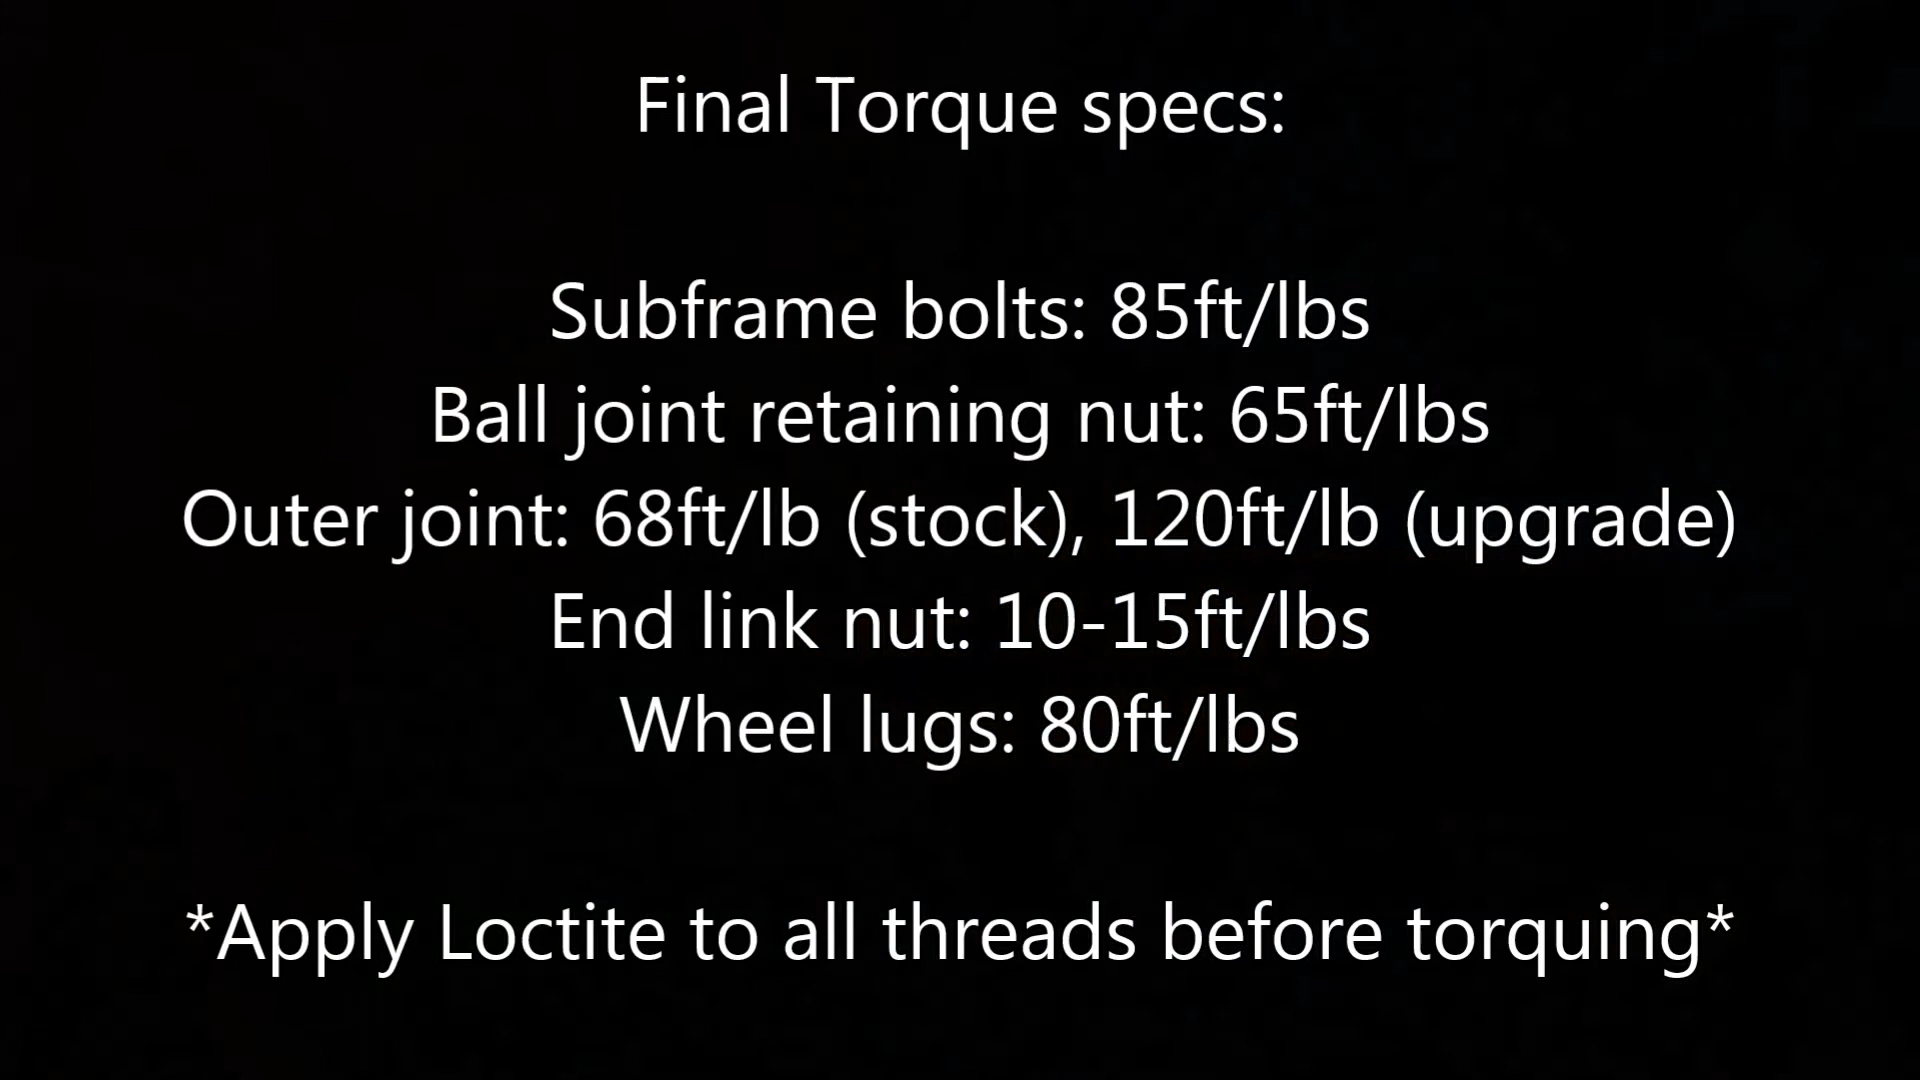 Final Torque specs:
Subframe bolts: 85ft/lbs
Ball joint retaining nut: 65ft/lbs
Outer joint: 68ft/lb (stock), 120ft/lb (upgrade)
End link nut: 10-15ft/lbs
Wheel lugs: 80ft/lbs
*Apply Loctite to all threads before torquing*